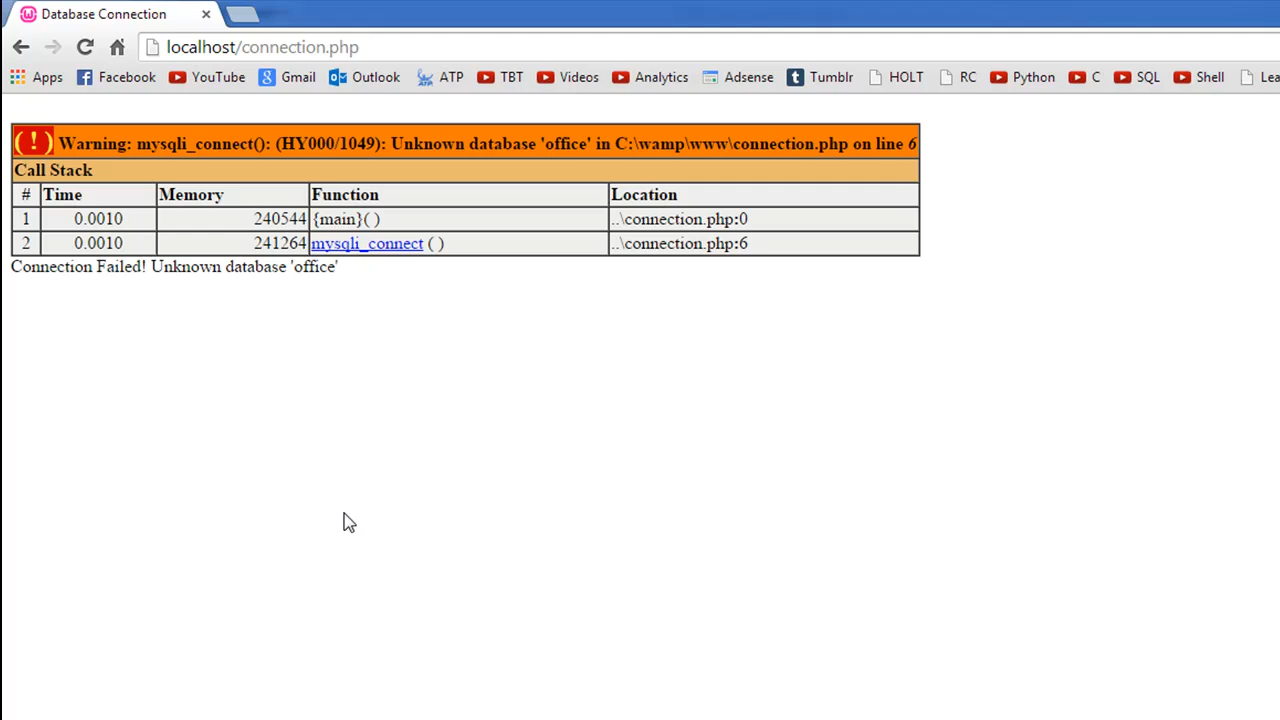 Database Connection
localhost/connection.php
Apps Facebook YouTube Gmail Outlook ATP TBT Videos Analytics Adsense Tumblr HOLT RC Python C SQL Shell Lea
( ! ) Warning: mysqli_connect(): (HY000/1049): Unknown database 'office' in C:\wamp\www\connection.php on line 6
Call Stack
# Time Memory Function Location
1 0.0010 240544 {main}( ) ..\connection.php:0
2 0.0010 241264 mysqli_connect ( ) ..\connection.php:6
Connection Failed! Unknown database 'office'